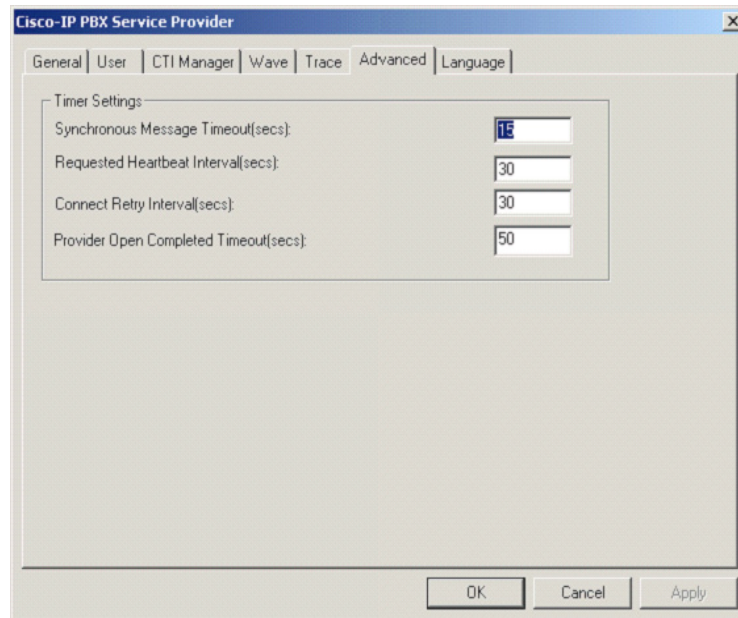 Cisco-IP PBX Service Provider
General User CTI Manager Wave Trace Advanced Language
Timer Settings
Synchronous Message Timeout(secs): 15
Requested Heartbeat Interval(secs): 30
Connect Retry Interval(secs): 30
Provider Open Completed Timeout(secs): 50
OK Cancel Apply